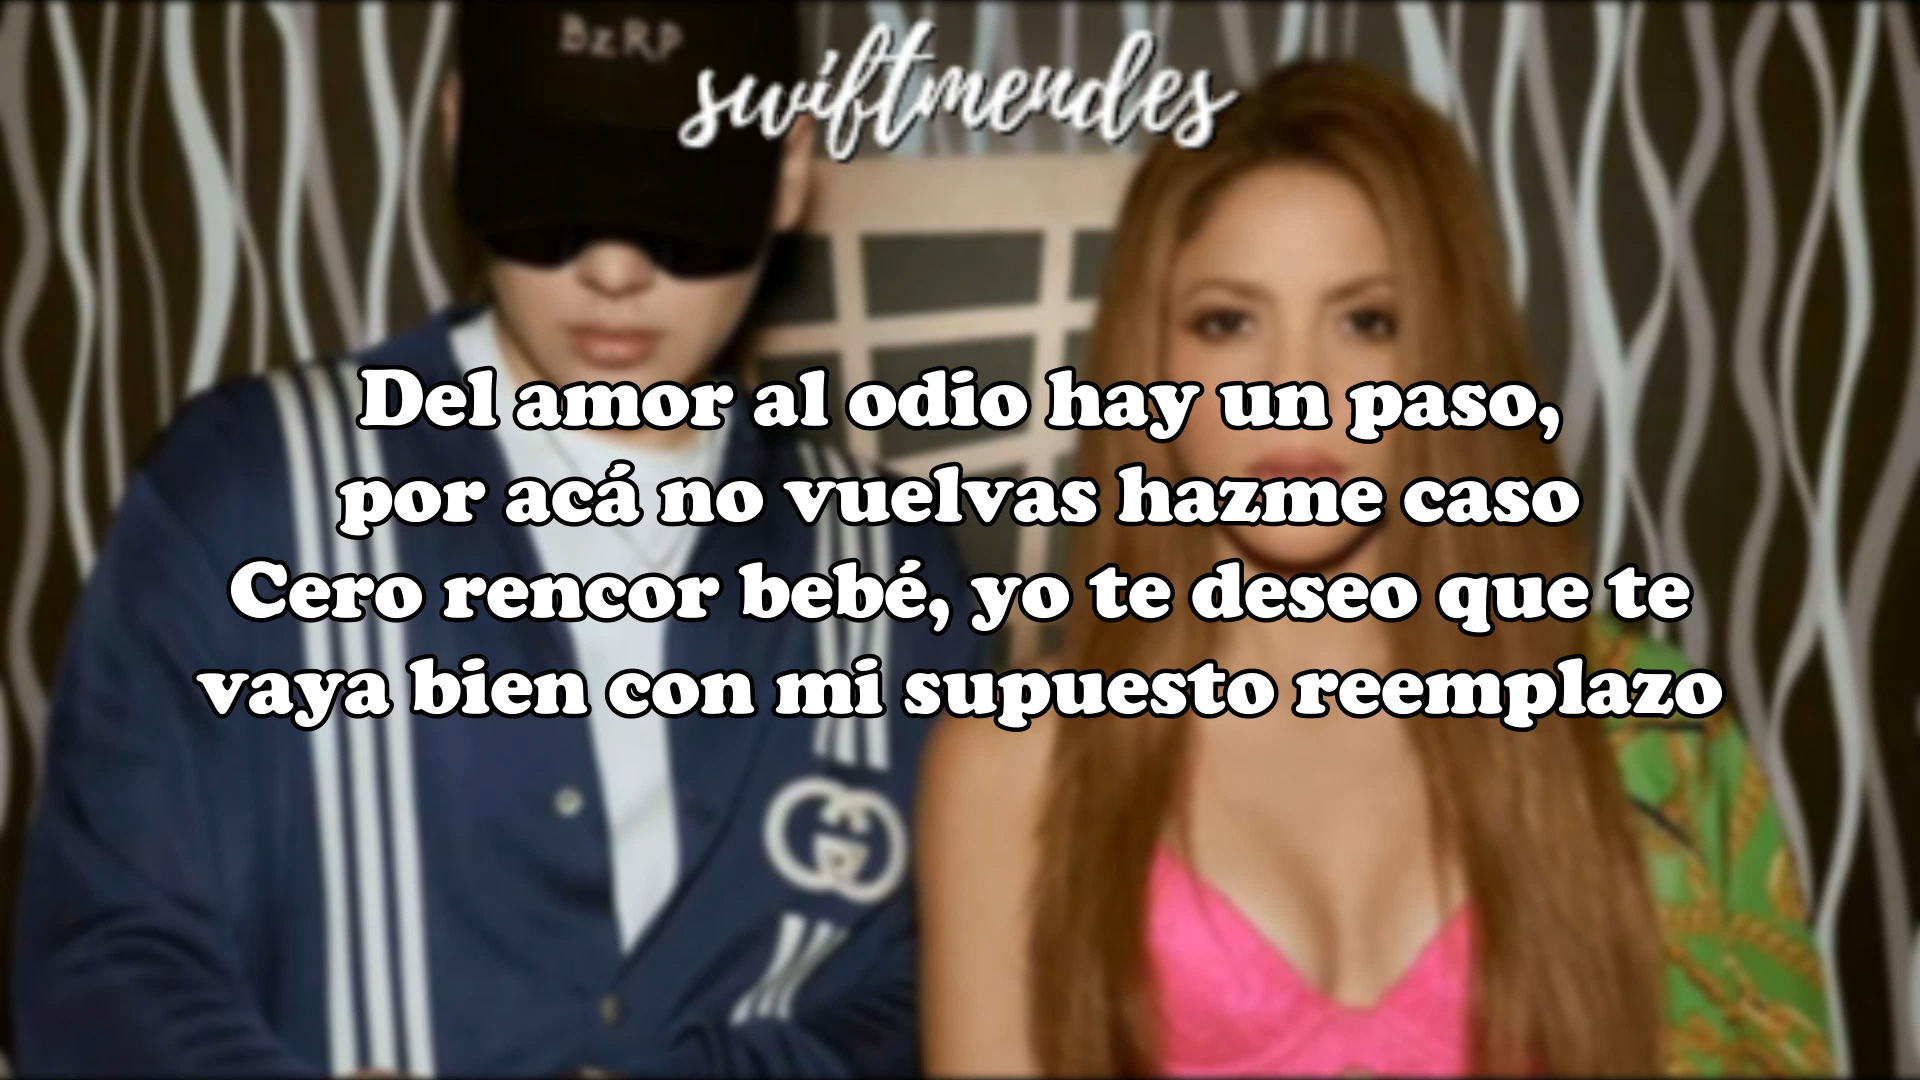 BzRP
swiftmendes
Del amor al odio hay un paso,
por acá no vuelvas hazme caso
Cero rencor bebé, yo te deseo que te
vaya bien con mi supuesto reemplazo